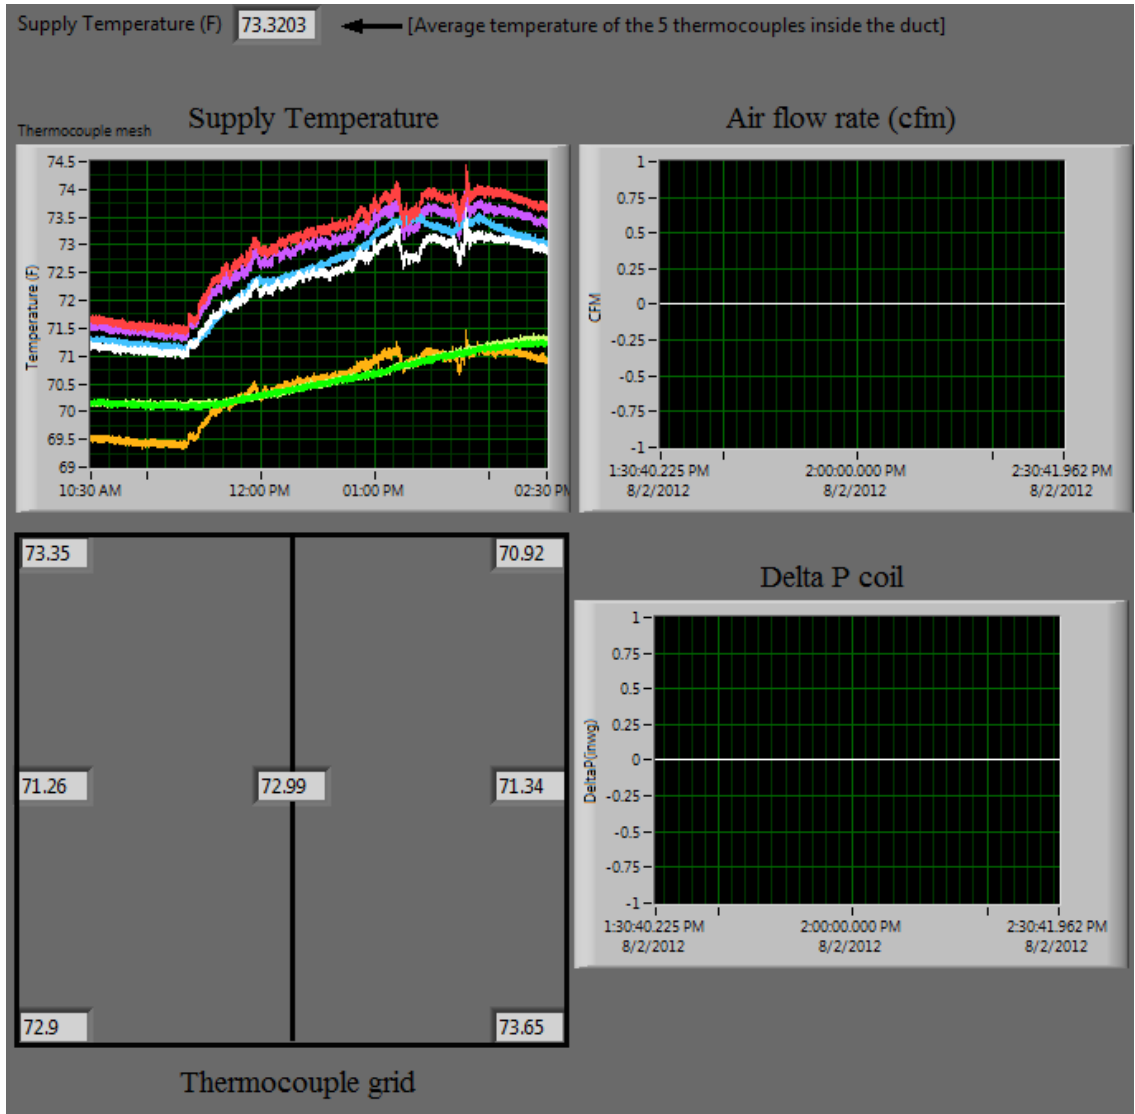 Supply Temperature (F) 73.3203 [Average temperature of the 5 thermocouples inside the duct]
Thermocouple mesh
Supply Temperature
Temperature (F)
74.5
74
73.5
73
72.5
72
71.5
71
70.5
70
69.5
69
10:30 AM 12:00 PM 01:00 PM 02:30 P
Air flow rate (cfm)
CFM
1
0.75
0.5
0.25
0
-0.25
-0.5
-0.75
-1
1:30:40.225 PM 2:00:00.000 PM 2:30:41.962 PM
8/2/2012 8/2/2012 8/2/2012
73.35 70.92
71.26 72.99 71.34
72.9 73.65
Thermocouple grid
Delta P coil
DeltaP(inwg)
1
0.75
0.5
0.25
0
-0.25
-0.5
-0.75
-1
1:30:40.225 PM 2:00:00.000 PM 2:30:41.962 PM
8/2/2012 8/2/2012 8/2/2012